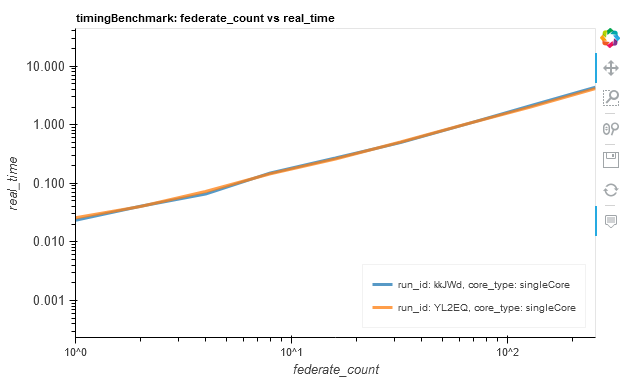 timingBenchmark: federate_count vs real_time
10.000
1.000
0.100
0.010
0.001
real_time
10^0
10^1
10^2
federate_count
run_id: kkJWd, core_type: singleCore
run_id: YL2EQ, core_type: singleCore